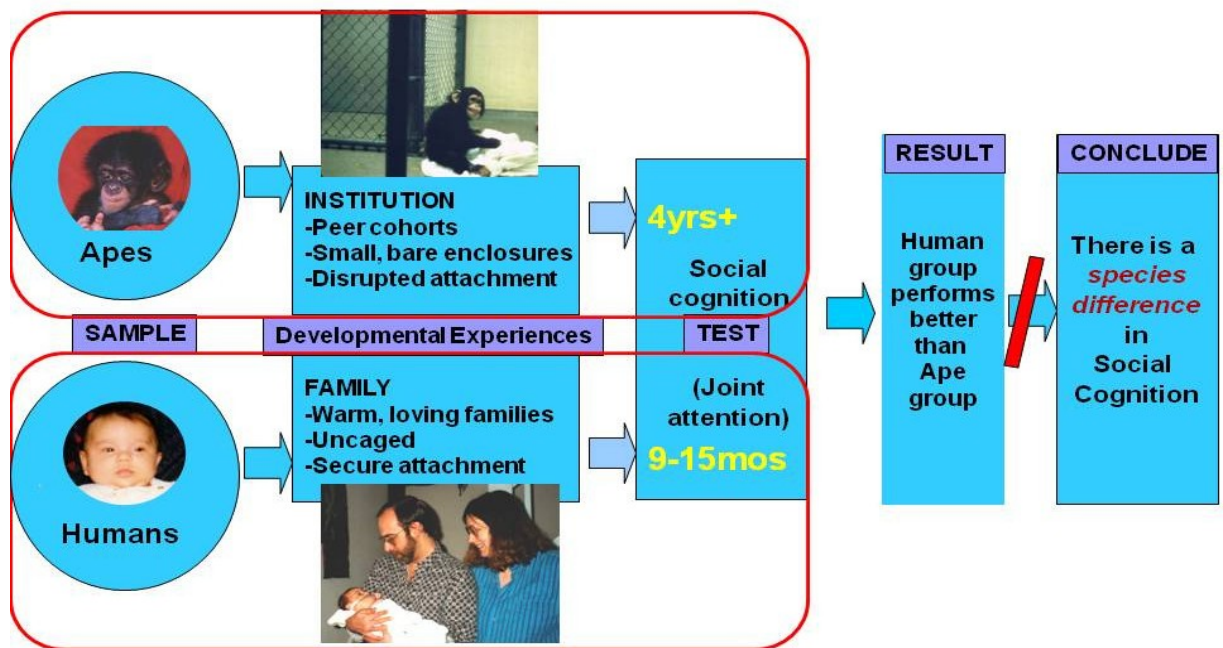 Apes
INSTITUTION
-Peer cohorts
-Small, bare enclosures
-Disrupted attachment
4yrs+
Social
cognition
SAMPLE
Developmental Experiences
TEST
Humans
FAMILY
-Warm, loving families
-Uncaged
-Secure attachment
(Joint
attention)
9-15mos
RESULT
Human
group
performs
better
than
Ape
group
CONCLUDE
There is a
species
difference
in
Social
Cognition